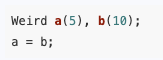 Weird a(5), b(10);
a = b;